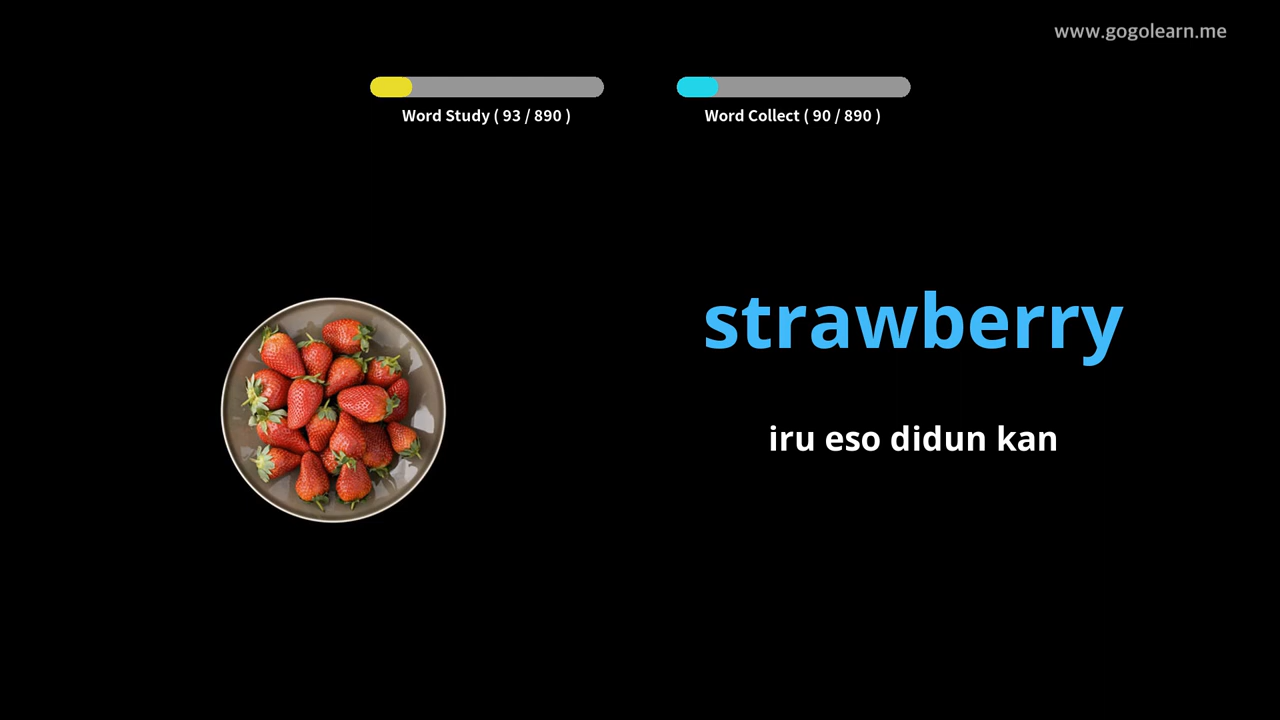 www.gogolearn.me
Word Study ( 93 / 890 )
Word Collect ( 90 / 890 )
strawberry
iru eso didun kan